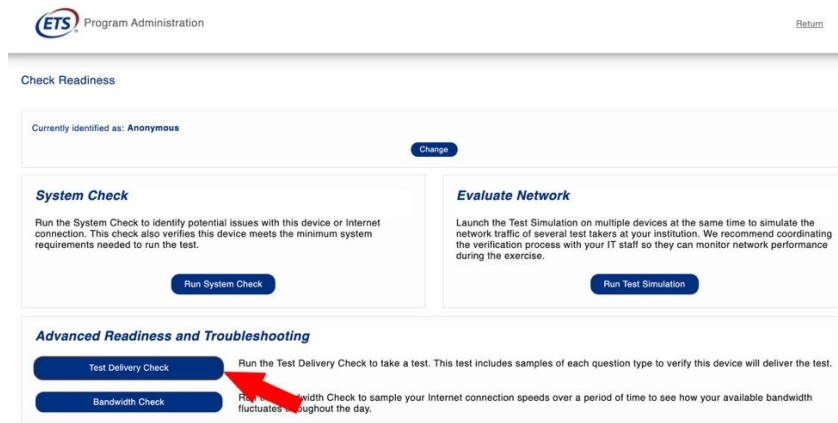 ETS Program Administration
Return
Check Readiness
Currently identified as: Anonymous
Change
System Check
Run the System Check to identify potential issues with this device or Internet
connection. This check also verifies this device meets the minimum system
requirements needed to run the test.
Run System Check
Evaluate Network
Launch the Test Simulation on multiple devices at the same time to simulate the
network traffic of several test takers at your institution. We recommend coordinating
the verification process with your IT staff so they can monitor network performance
during the exercise.
Run Test Simulation
Advanced Readiness and Troubleshooting
Test Delivery Check
Run the Test Delivery Check to take a test. This test includes samples of each question type to verify this device will deliver the test.
Bandwidth Check
Check to sample your Internet connection speeds over a period of time to see how your available bandwidth
fluctuates the day.